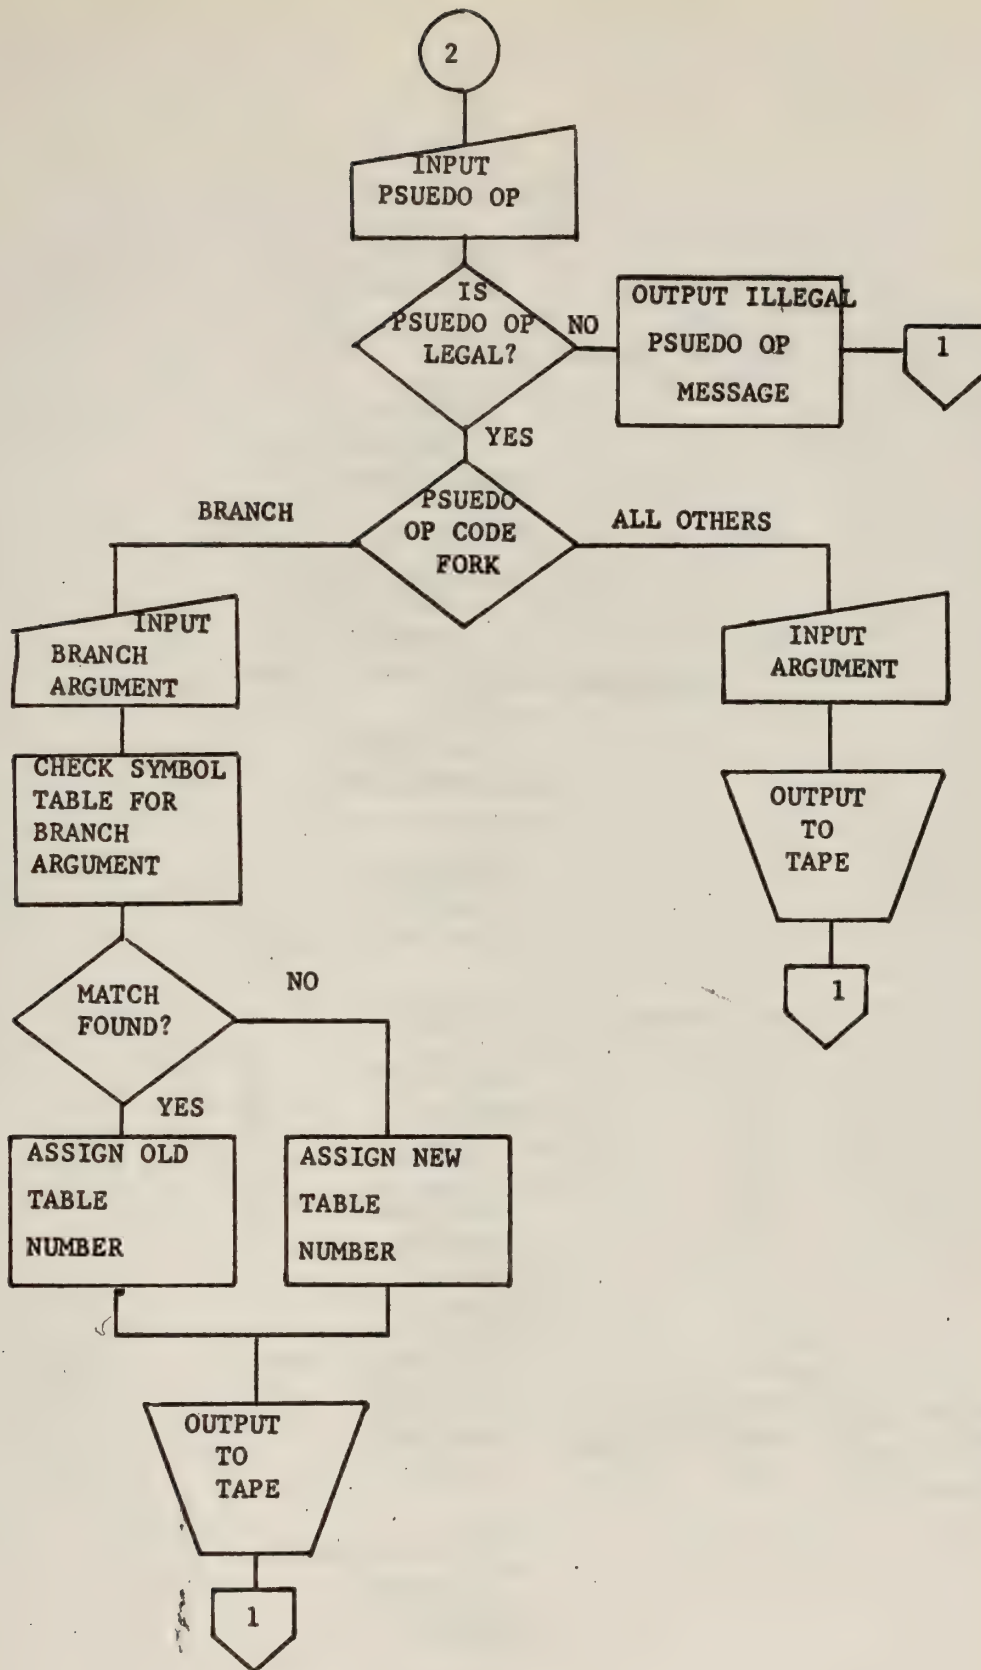 2
INPUT
PSUEDO OP
IS
PSUEDO OP
LEGAL?
NO
OUTPUT ILLEGAL
PSUEDO OP
MESSAGE
1
YES
PSUEDO
OP CODE
FORK
BRANCH
ALL OTHERS
INPUT
BRANCH
ARGUMENT
INPUT
ARGUMENT
CHECK SYMBOL
TABLE FOR
BRANCH
ARGUMENT
OUTPUT
TO
TAPE
1
MATCH
FOUND?
NO
YES
ASSIGN OLD
TABLE
NUMBER
ASSIGN NEW
TABLE
NUMBER
OUTPUT
TO
TAPE
1